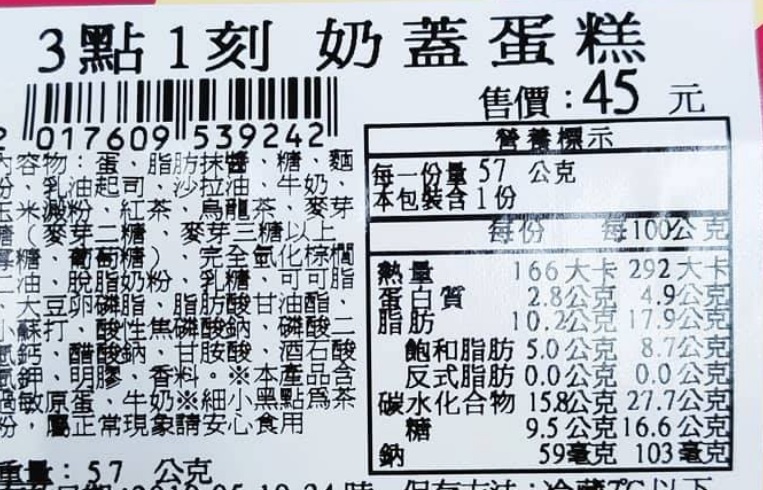 3點1刻 奶蓋蛋糕
售價：45 元
2 017609 539242
營養標示
每一份量 57 公克
本包裝含 1 份
每份 每100公克
熱量 166大卡 292大卡
蛋白質 2.8公克 4.9公克
脂肪 10.2公克 17.9公克
飽和脂肪 5.0公克 8.7公克
反式脂肪 0.0公克 0.0公克
碳水化合物 15.8公克 27.7公克
糖 9.5公克 16.6公克
鈉 59毫克 103毫克
內容物：蛋、脂肪抹醬、糖、麵
粉、乳油起司、沙拉油、牛奶、
玉米澱粉、紅茶、烏龍茶、麥芽
糖（麥芽二糖、麥芽三糖以上
寡糖、葡萄糖）、完全氫化棕櫚
仁油、脫脂奶粉、乳糖、可可脂
、大豆卵磷脂、脂肪酸甘油酯、
小蘇打、酸性焦磷酸鈉、磷酸二
氫鈣、醋酸鈉、甘胺酸、酒石酸
氫鉀、明膠、香料。※本產品含
過敏原蛋、牛奶※細小黑點為茶
粉，屬正常現象請安心食用
重量：57 公克
保存方法：冷藏7℃以下